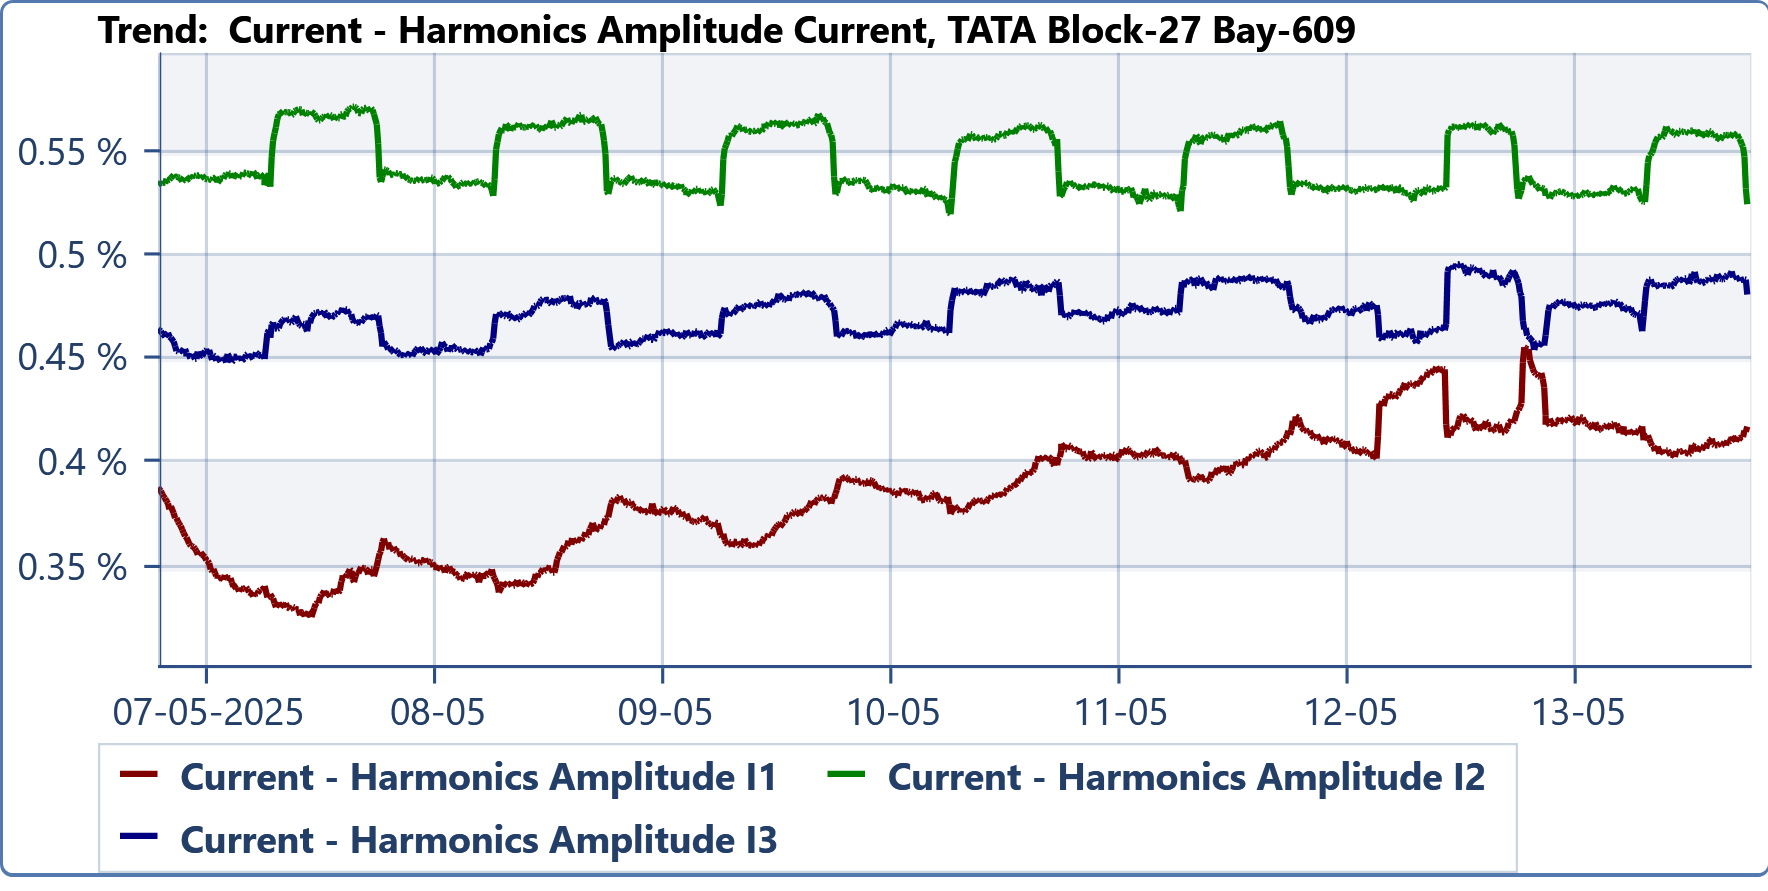 Trend:  Current - Harmonics Amplitude Current, TATA Block-27 Bay-609
0.55 %
0.5 %
0.45 %
0.4 %
0.35 %
07-05-2025 08-05 09-05 10-05 11-05 12-05 13-05
Current - Harmonics Amplitude I1 Current - Harmonics Amplitude I2
Current - Harmonics Amplitude I3